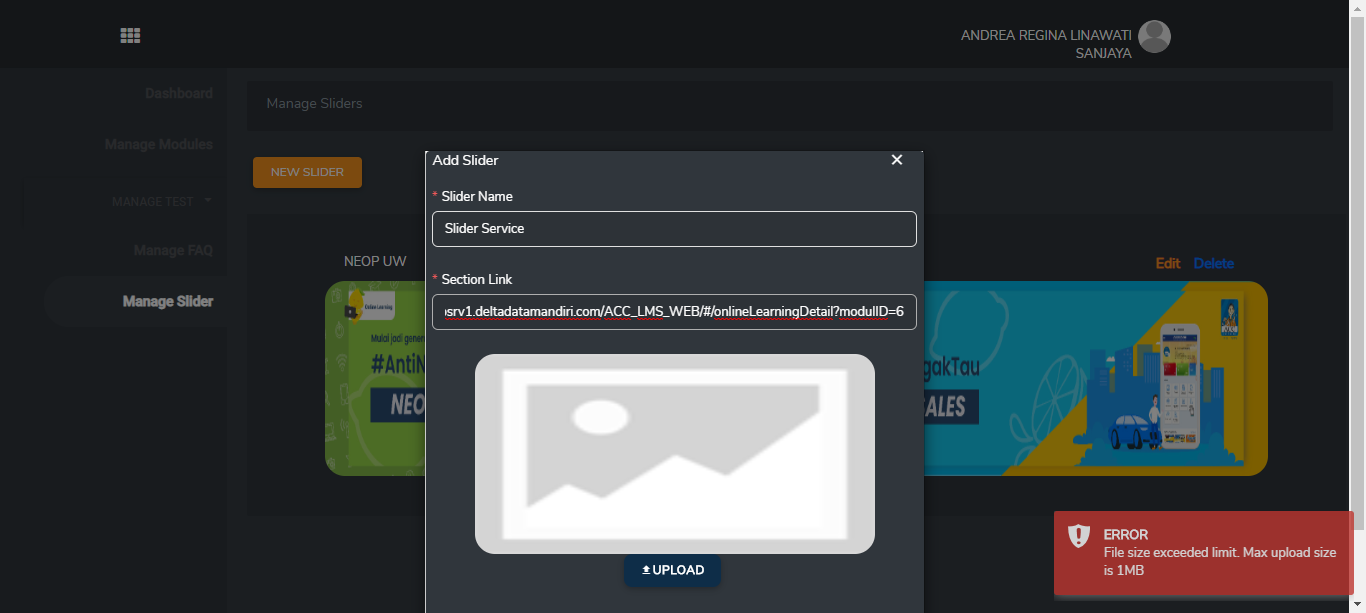 ANDREA REGINA LINAWATI
SANJAYA
Dashboard
Manage Modules
MANAGE TEST
Manage FAQ
Manage Slider
Manage Sliders
NEW SLIDER
NEOP UW
Online Learning
Mulai jadi gener
#AntiN
NEO
Edit Delete
gakTau
ALES
Add Slider
* Slider Name
Slider Service
* Section Link
srv1.deltadatamandiri.com/ACC_LMS_WEB/#/onlineLearningDetail?modulID=6
UPLOAD
ERROR
File size exceeded limit. Max upload size
is 1MB